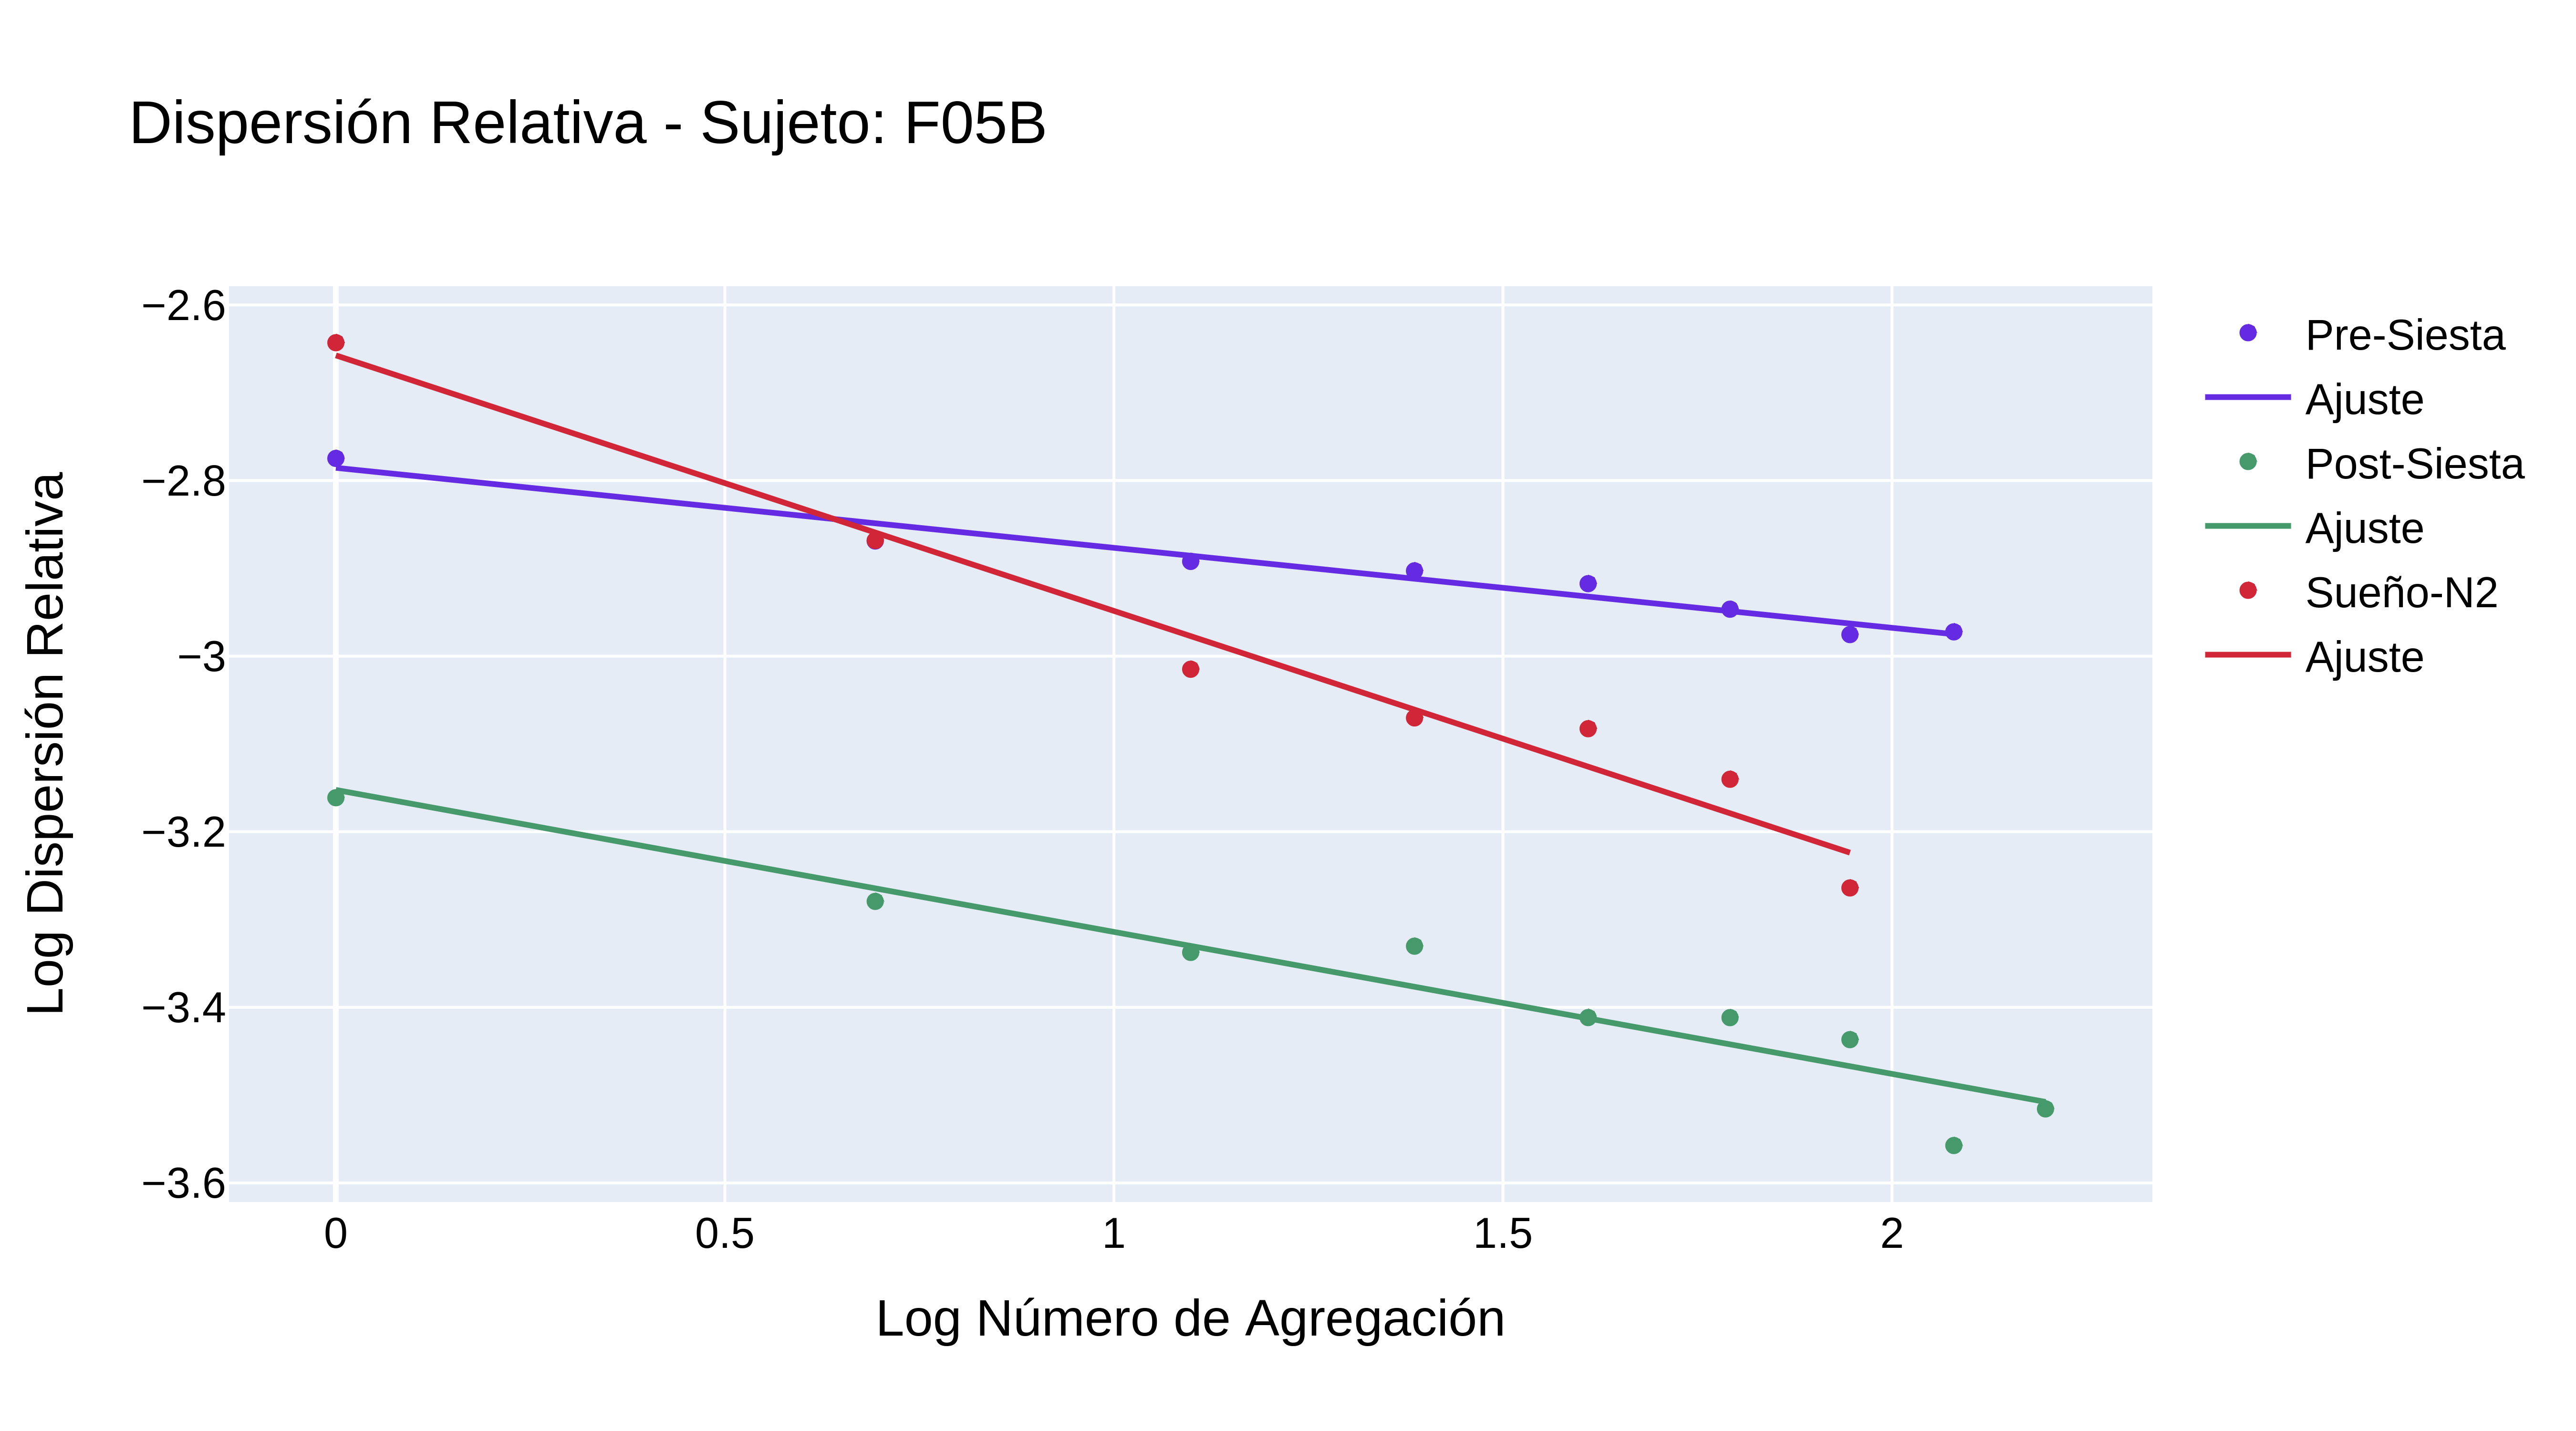 Dispersión Relativa - Sujeto: F05B
Log Dispersión Relativa
−2.6
−2.8
−3
−3.2
−3.4
−3.6
0
0.5
1
1.5
2
Log Número de Agregación
Pre-Siesta
Ajuste
Post-Siesta
Ajuste
Sueño-N2
Ajuste